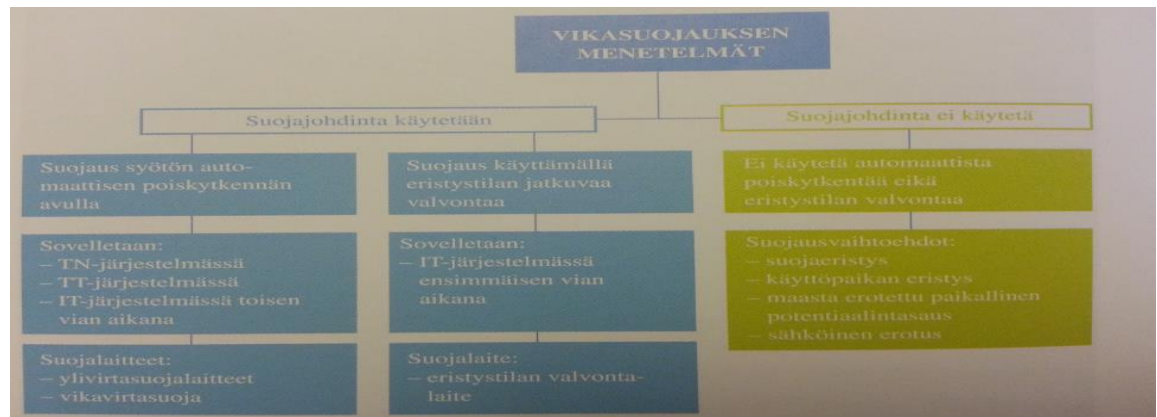 VIKASUOJAUKSEN
MENETELMÄT
Suojajohdinta käytetään
Suojajohdinta ei käytetä
Suojaus syötön auto-
maattisen poiskytkennän
avulla
Suojaus käyttämällä
eristystilan jatkuvaa
valvontaa
Ei käytetä automaattista
poiskytkentää eikä
eristystilan valvontaa
Sovelletaan:
– TN-järjestelmässä
– TT-järjestelmässä
– IT-järjestelmässä toisen
vian aikana
Sovelletaan:
– IT-järjestelmässä
ensimmäisen vian
aikana
Suojausvaihtoehdot:
– suojaeristys
– käyttöpaikan eristys
– maasta erotettu paikallinen
potentiaalintasaus
– sähköinen erotus
Suojalaitteet:
– ylivirtasuojalaitteet
– vikavirtasuoja
Suojalaite:
– eristystilan valvonta-
laite